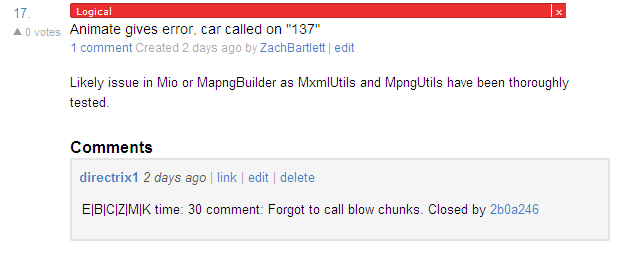 17.
Logical
x
▲ 0 votes
Animate gives error, car called on "137"
1 comment Created 2 days ago by ZachBartlett | edit
Likely issue in Mio or MapngBuilder as MxmlUtils and MpngUtils have been thoroughly
tested.
Comments
directrix1 2 days ago | link | edit | delete
E|B|C|Z|M|K time: 30 comment: Forgot to call blow chunks. Closed by 2b0a246